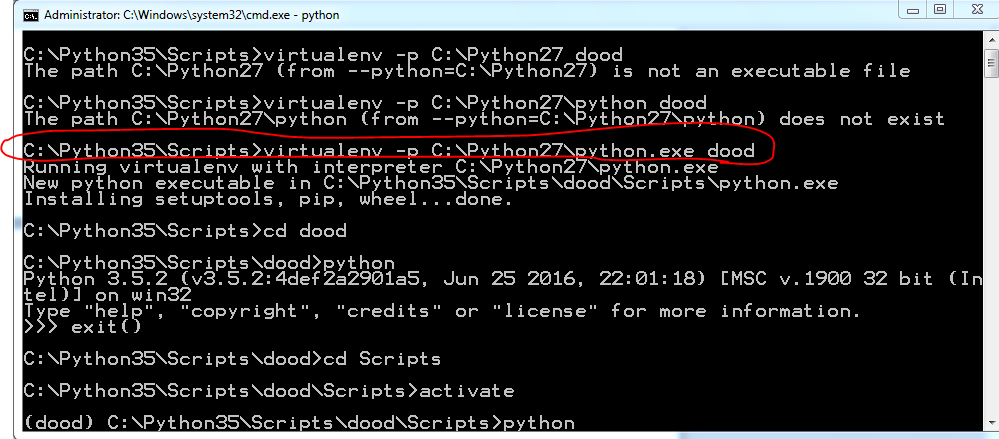 Administrator: C:\Windows\system32\cmd.exe - python
C:\Python35\Scripts>virtualenv -p C:\Python27 dood
The path C:\Python27 (from --python=C:\Python27) is not an executable file
C:\Python35\Scripts>virtualenv -p C:\Python27\python dood
The path C:\Python27\python (from --python=C:\Python27\python) does not exist
C:\Python35\Scripts>virtualenv -p C:\Python27\python.exe dood
Running virtualenv with interpreter C:\Python27\python.exe
New python executable in C:\Python35\Scripts\dood\Scripts\python.exe
Installing setuptools, pip, wheel...done.
C:\Python35\Scripts>cd dood
C:\Python35\Scripts\dood>python
Python 3.5.2 (v3.5.2:4def2a2901a5, Jun 25 2016, 22:01:18) [MSC v.1900 32 bit (In
tel)] on win32
Type "help", "copyright", "credits" or "license" for more information.
>>> exit()
C:\Python35\Scripts\dood>cd Scripts
C:\Python35\Scripts\dood\Scripts>activate
(dood) C:\Python35\Scripts\dood\Scripts>python